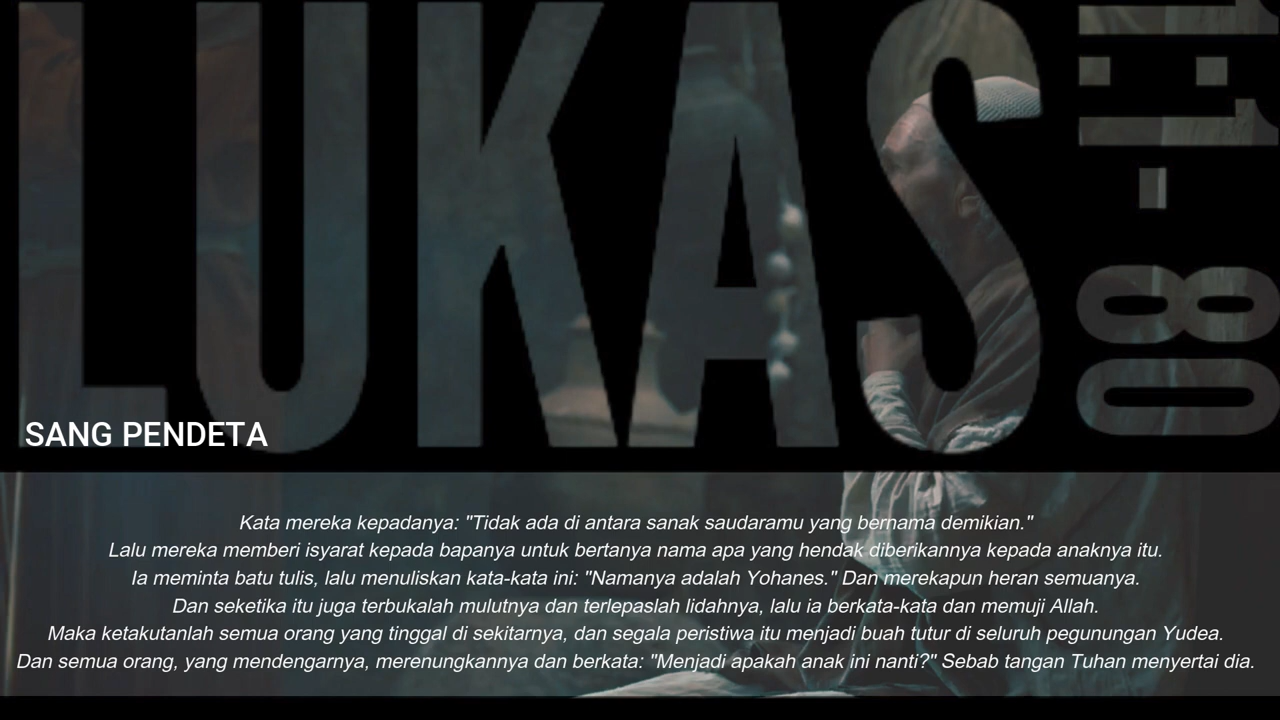 LUKAS
1:1 - 80
SANG PENDETA
Kata mereka kepadanya: "Tidak ada di antara sanak saudaramu yang bernama demikian."
Lalu mereka memberi isyarat kepada bapanya untuk bertanya nama apa yang hendak diberikannya kepada anaknya itu.
Ia meminta batu tulis, lalu menuliskan kata-kata ini: "Namanya adalah Yohanes." Dan merekapun heran semuanya.
Dan seketika itu juga terbukalah mulutnya dan terlepaslah lidahnya, lalu ia berkata-kata dan memuji Allah.
Maka ketakutanlah semua orang yang tinggal di sekitarnya, dan segala peristiwa itu menjadi buah tutur di seluruh pegunungan Yudea.
Dan semua orang, yang mendengarnya, merenungkannya dan berkata: "Menjadi apakah anak ini nanti?" Sebab tangan Tuhan menyertai dia.